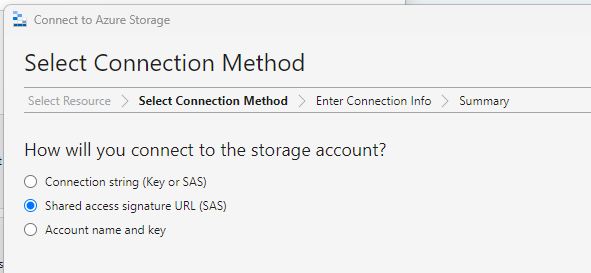 Connect to Azure Storage
Select Connection Method
Select Resource > Select Connection Method > Enter Connection Info > Summary
How will you connect to the storage account?
Connection string (Key or SAS)
Shared access signature URL (SAS)
Account name and key